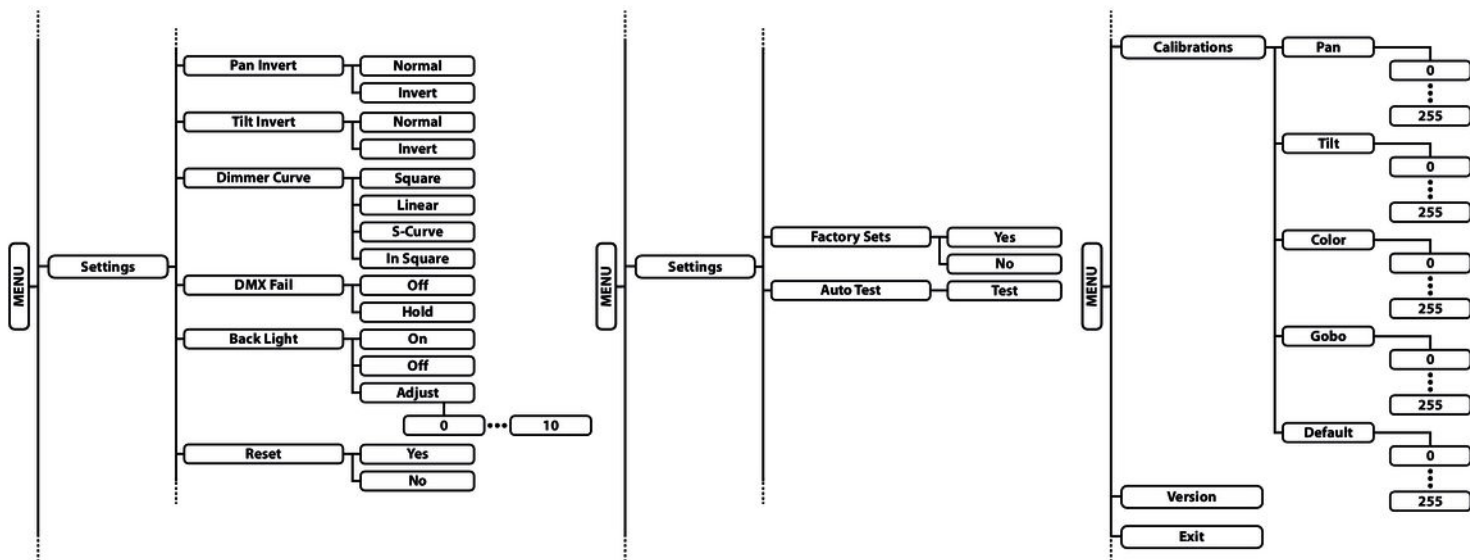 MENU
Settings
Pan Invert
Normal
Invert
Tilt Invert
Normal
Invert
Dimmer Curve
Square
Linear
S-Curve
In Square
DMX Fail
Off
Hold
Back Light
On
Off
Adjust
0 ••• 10
Reset
Yes
No
MENU
Settings
Factory Sets
Yes
No
Auto Test
Test
MENU
Calibrations
Pan
0
255
Tilt
0
255
Color
0
255
Gobo
0
255
Default
0
255
Version
Exit